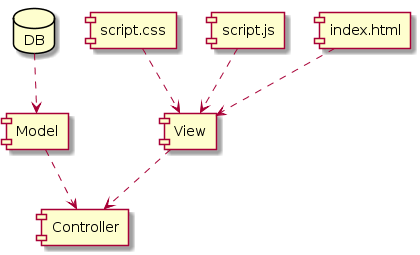 DB
script.css
script.js
index.html
Model
View
Controller